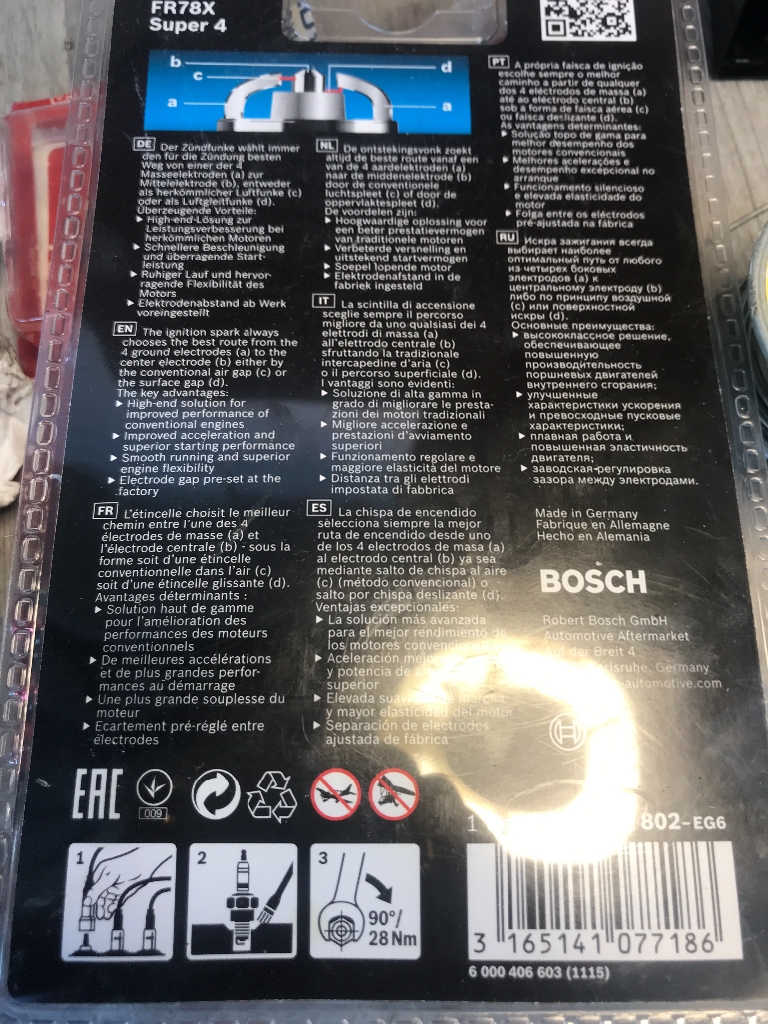 FR78X
Super 4
b
c
a
d
a
DE Der Zündfunke wählt immer
den für die Zündung besten
Weg von einer der 4
Masseelektroden (a) zur
Mittelelektrode (b), entweder
als herkömmlicher Luftfunke (c)
oder als Luftgleitfunke (d).
Überzeugende Vorteile:
▸ High-end-Lösung zur
Leistungsverbesserung bei
herkömmlichen Motoren
▸ Schnellere Beschleunigung
und überragende Start-
leistung
▸ Ruhiger Lauf und hervor-
ragende Flexibilität des
Motors
▸ Elektrodenabstand ab Werk
voreingestellt
EN The ignition spark always
chooses the best route from the
4 ground electrodes (a) to the
center electrode (b) either by
the conventional air gap (c) or
the surface gap (d).
The key advantages:
▸ High-end solution for
improved performance of
conventional engines
▸ Improved acceleration and
superior starting performance
▸ Smooth running and superior
engine flexibility
▸ Electrode gap pre-set at the
factory
FR L'étincelle choisit le meilleur
chemin entre l'une des 4
électrodes de masse (a) et
l'électrode centrale (b) - sous la
forme soit d'une étincelle
conventionnelle dans l'air (c)
soit d'une étincelle glissante (d).
Avantages déterminants :
▸ Solution haut de gamme
pour l'amélioration des
performances des moteurs
conventionnels
▸ De meilleures accélérations
et de plus grandes perfor-
mances au démarrage
▸ Une plus grande souplesse du
moteur
▸ Ecartement pré-réglé entre
électrodes
NL De ontstekingsvonk zoekt
altijd de beste route vanaf een
van de 4 aardelektroden (a)
naar de middenelektrode (b)
door de conventionele
luchtspleet (c) of door de
oppervlaktespleet (d).
De voordelen zijn:
▸ Hoogwaardige oplossing voor
een beter prestatievermogen
van traditionele motoren
▸ Verbeterde versnelling en
uitstekend startvermogen
▸ Soepel lopende motor
▸ Elektrodenafstand in de
fabriek ingesteld
IT La scintilla di accensione
sceglie sempre il percorso
migliore da uno qualsiasi dei 4
elettrodi di massa (a)
all'elettrodo centrale (b)
sfruttando la tradizionale
intercapedine d'aria (c)
o il percorso superficiale (d).
I vantaggi sono evidenti:
▸ Soluzione di alta gamma in
grado di migliorare le presta-
zioni dei motori tradizionali
▸ Migliore accelerazione e
prestazioni d'avviamento
superiori
▸ Funzionamento regolare e
maggiore elasticità del motore
▸ Distanza tra gli elettrodi
impostata di fabbrica
ES La chispa de encendido
selecciona siempre la mejor
ruta de encendido desde uno
de los 4 electrodos de masa (a)
al electrodo central (b) ya sea
mediante salto de chispa al aire
(c) (método convencional) o
salto por chispa deslizante (d).
Ventajas excepcionales:
▸ La solución más avanzada
para el mejor rendimiento de
los motores
▸ Aceleración
y potencia de
superior
▸ Elevada
y mayor elasticidad del motor
▸ Separación de electrodos
ajustada de fábrica
PT A própria faísca de ignição
escolhe sempre o melhor
caminho a partir de qualquer
dos 4 eléctrodos de massa (a)
até ao eléctrodo central (b)
sob a forma de faísca aérea (c)
ou faísca deslizante (d).
As vantagens determinantes:
▸ Solução topo de gama para
melhor desempenho dos
motores convencionais
▸ Melhores acelerações e
desempenho excepcional no
arranque
▸ Funcionamento silencioso
e elevada elasticidade do
motor
▸ Folga entre os eléctrodos
pré-ajustada na fábrica
RU Искра зажигания всегда
выбирает наиболее
оптимальный путь от любого
из четырех боковых
электродов (a) к
центральному электроду (b)
либо по принципу воздушной
(c) или поверхностной
искры (d).
Основные преимущества:
▸ высококлассное решение,
обеспечивающее
повышенную
производительность
поршневых двигателей
внутреннего сгорания;
▸ улучшенные
характеристики ускорения
и превосходные пусковые
характеристики;
▸ плавная работа и
повышенная эластичность
двигателя;
▸ заводская-регулировка
зазора между электродами.
Made in Germany
Fabriqué en Allemagne
Hecho en Alemania
BOSCH
Robert Bosch GmbH
Automotive Aftermarket
Auf der Breit 4
Karlsruhe, Germany
-automotive.com
EAC
009
1
802-EG6
1
2
3
90°/
28 Nm
3 165141 077186
6 000 406 603 (1115)